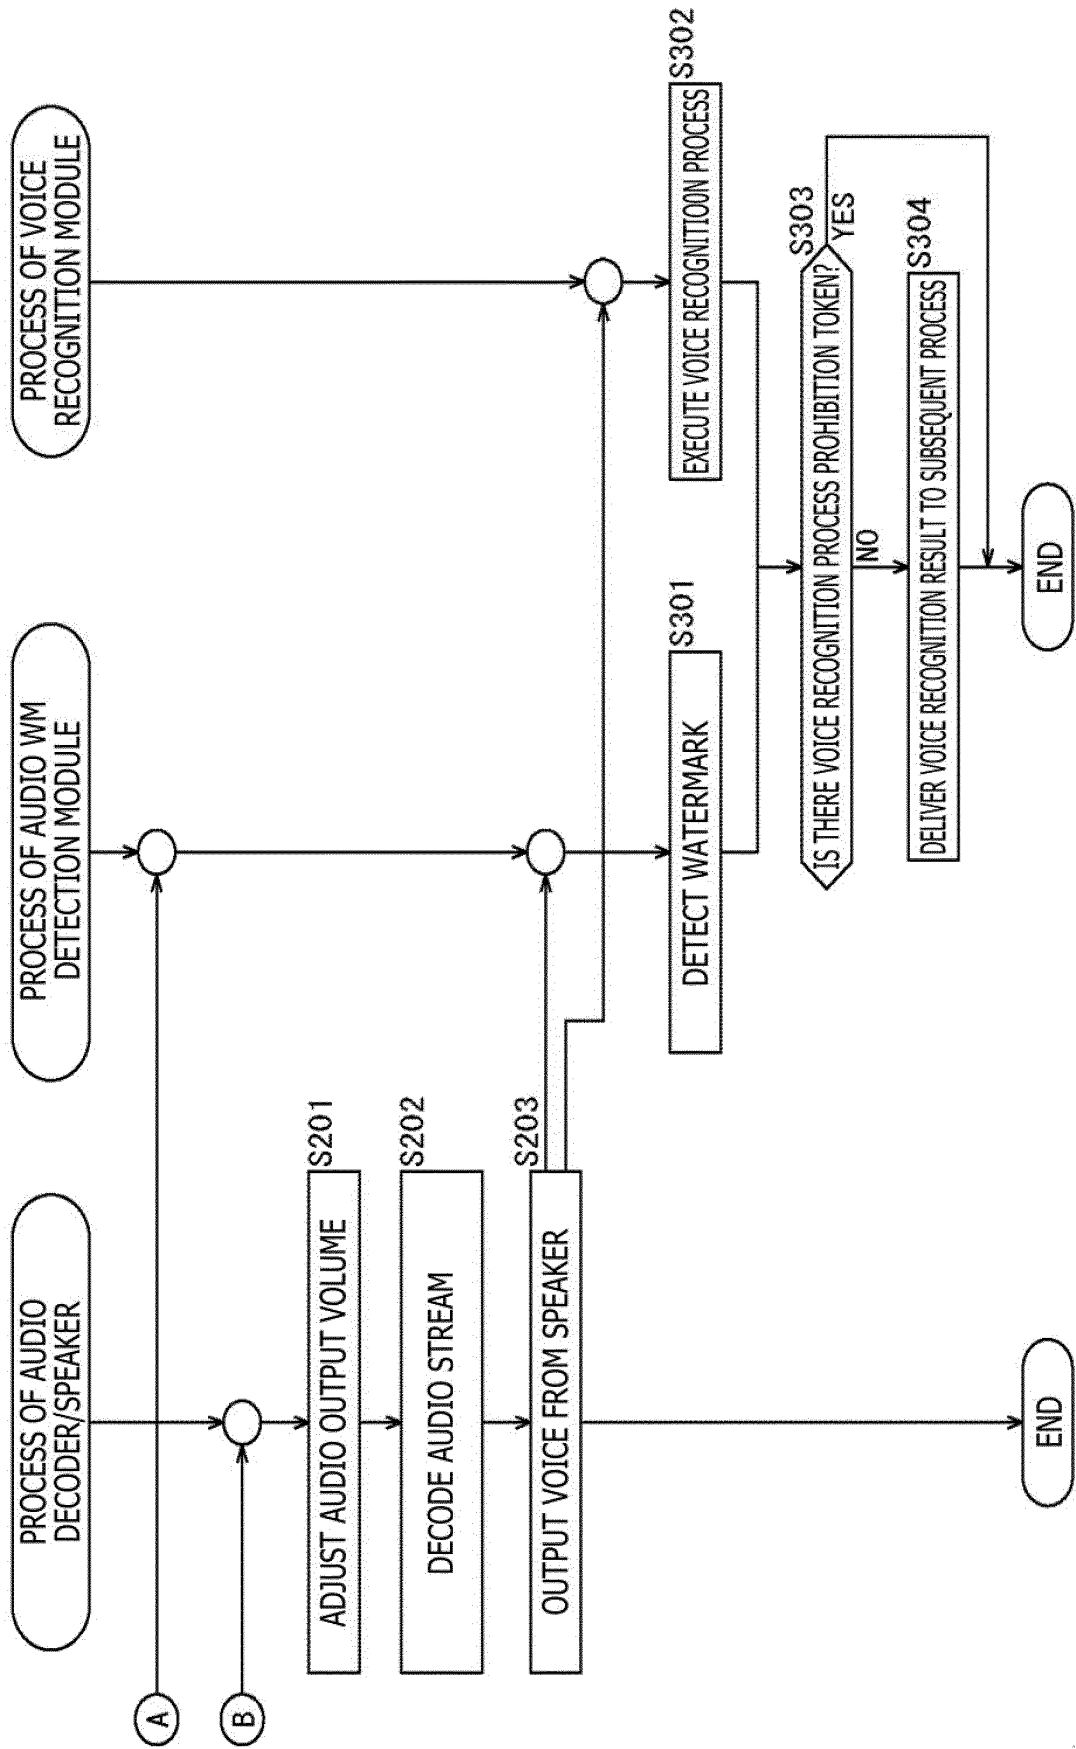 PROCESS OF AUDIO
DECODER/SPEAKER
PROCESS OF AUDIO WM
DETECTION MODULE
PROCESS OF VOICE
RECOGNITION MODULE
A
B
S201
ADJUST AUDIO OUTPUT VOLUME
S202
DECODE AUDIO STREAM
S203
OUTPUT VOICE FROM SPEAKER
S301
DETECT WATERMARK
S302
EXECUTE VOICE RECOGNITIOON PROCESS
S303
IS THERE VOICE RECOGNITION PROCESS PROHIBITION TOKEN?
YES
NO
S304
DELIVER VOICE RECOGNITION RESULT TO SUBSEQUENT PROCESS
END
END